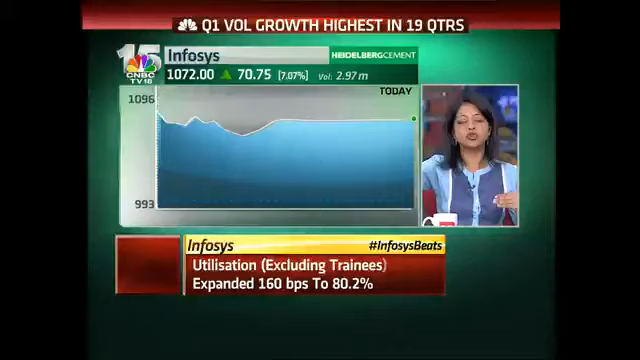 Q1 VOL GROWTH HIGHEST IN 19 QTRS
15
CNBC
TV18
Infosys
HEIDELBERGCEMENT
1072.00 ▲ 70.75 [7.07%] Vol: 2.97 m
TODAY
1096
993
Infosys
#InfosysBeats
Utilisation (Excluding Trainees)
Expanded 160 bps To 80.2%